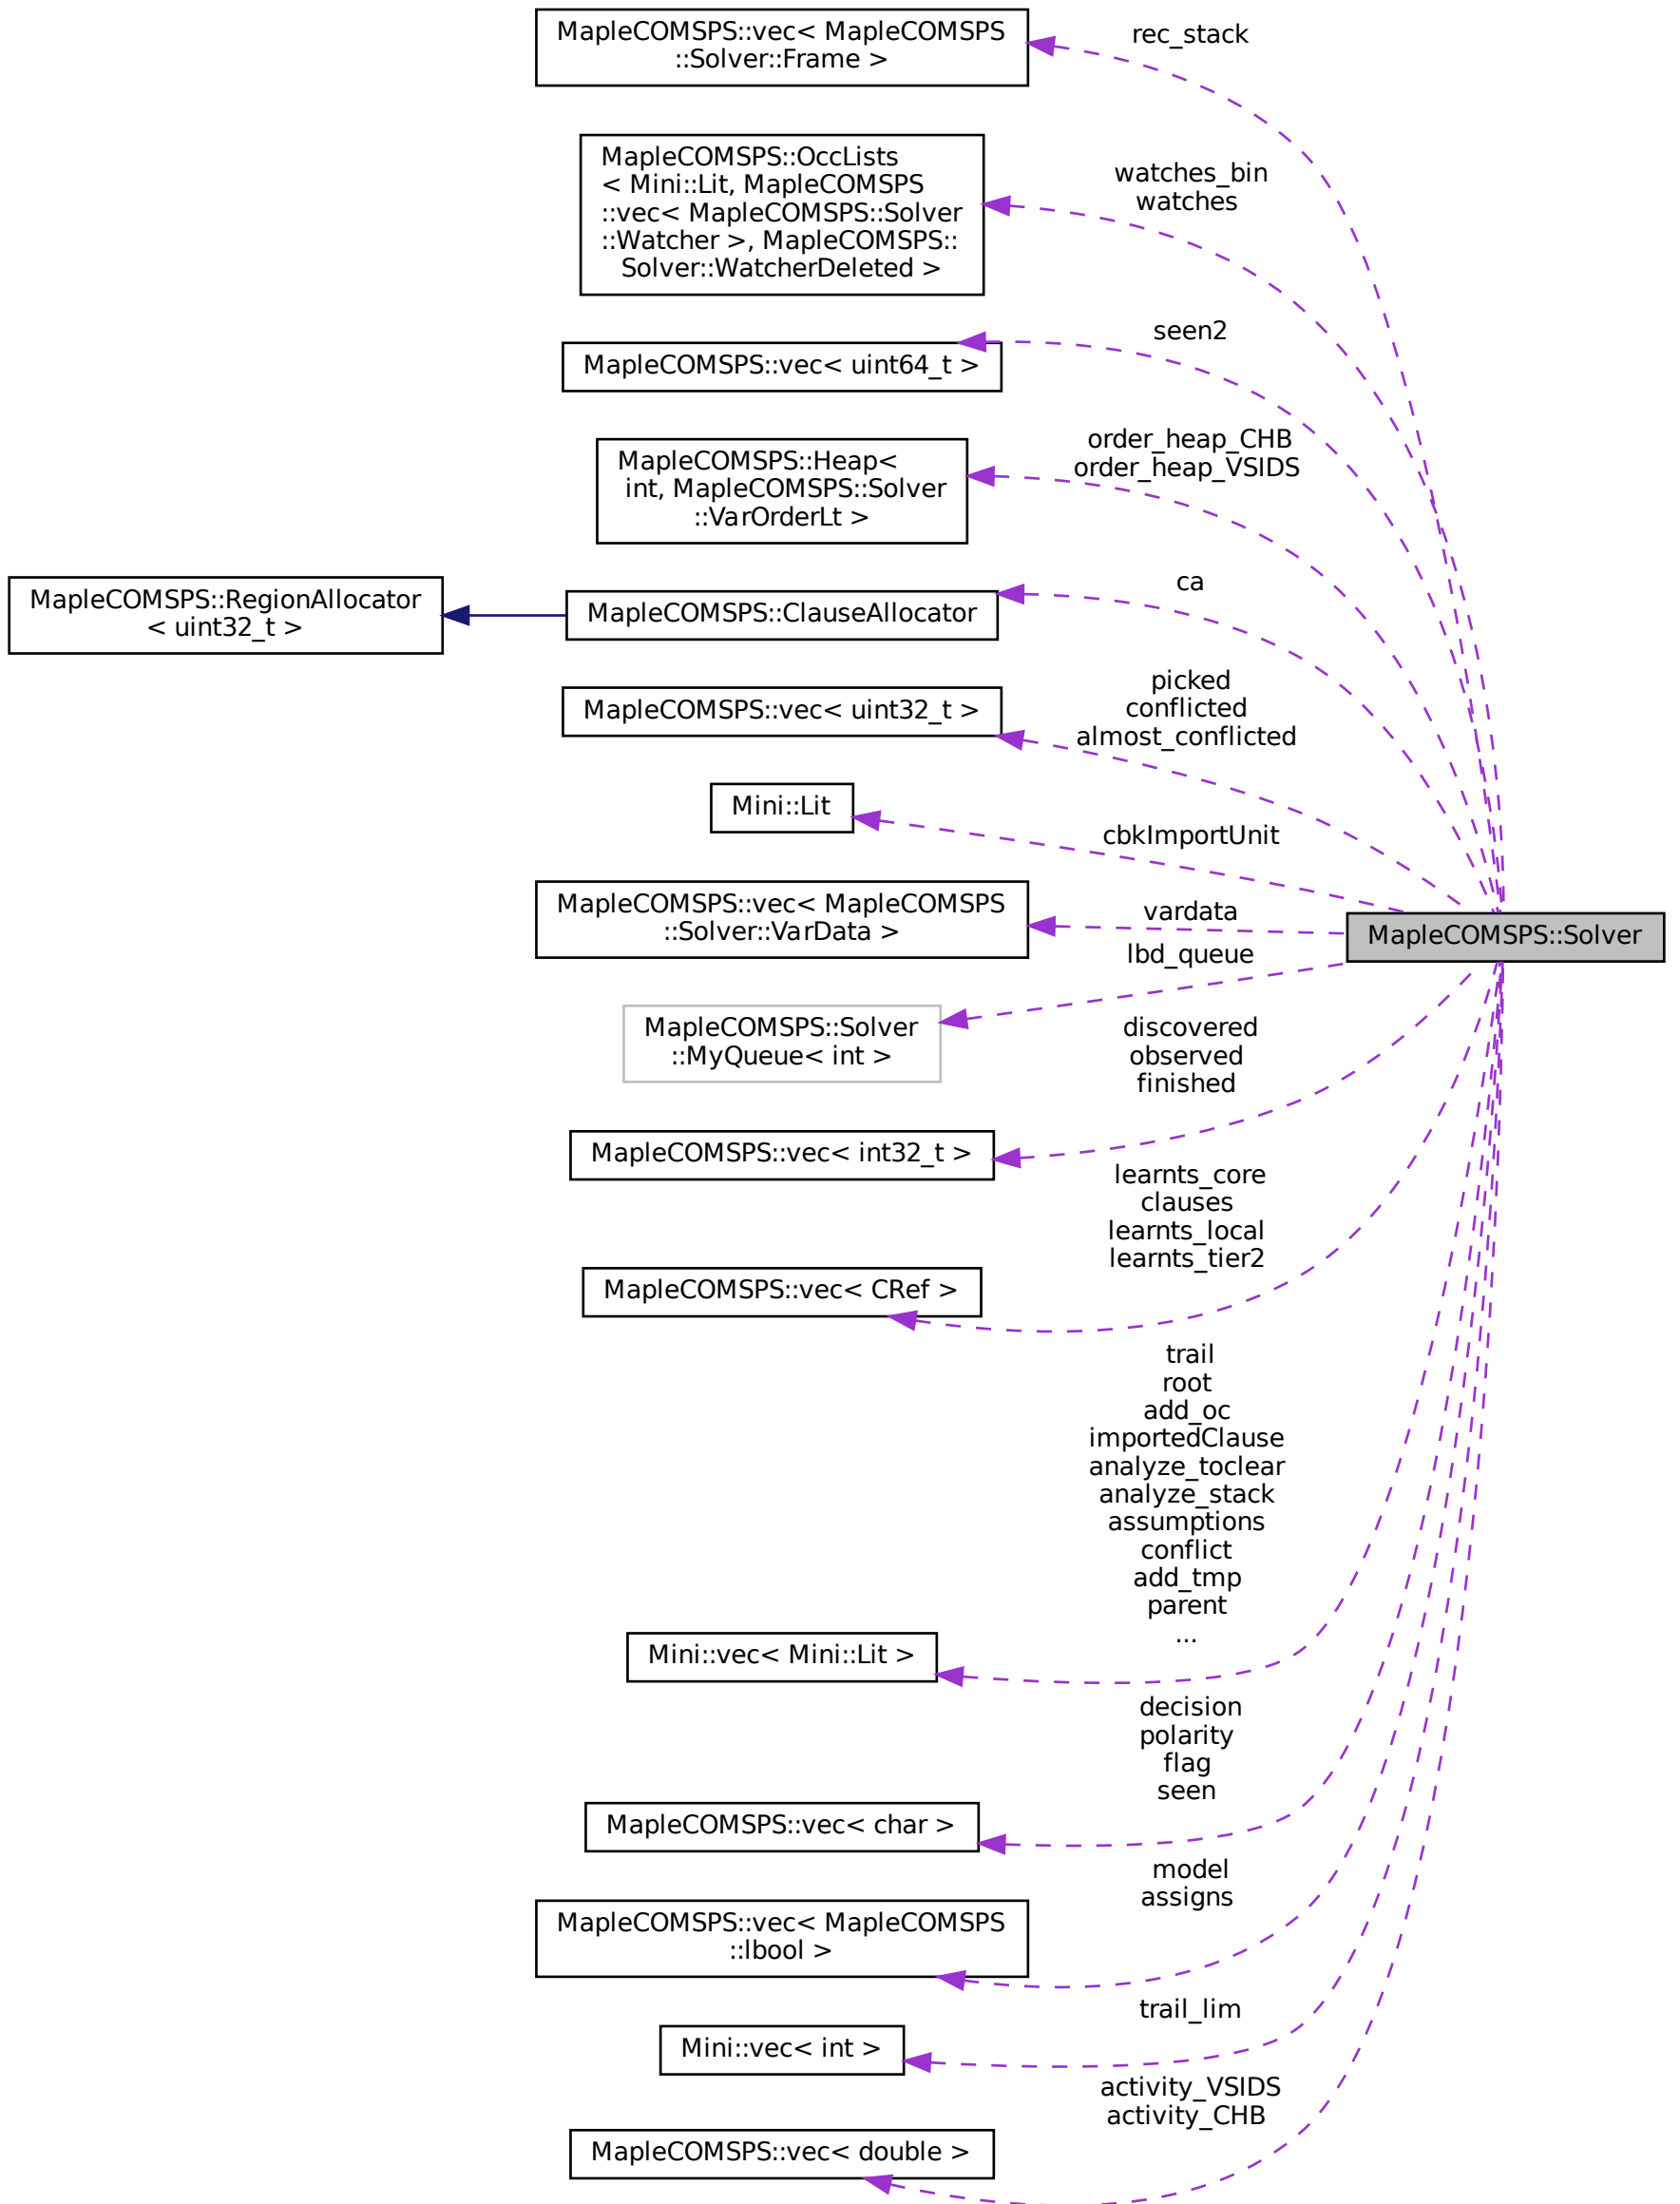 MapleCOMSPS::vec< MapleCOMSPS
::Solver::Frame >
rec_stack
MapleCOMSPS::OccLists
< Mini::Lit, MapleCOMSPS
::vec< MapleCOMSPS::Solver
::Watcher >, MapleCOMSPS::
Solver::WatcherDeleted >
watches_bin
watches
MapleCOMSPS::vec< uint64_t >
seen2
MapleCOMSPS::Heap<
int, MapleCOMSPS::Solver
::VarOrderLt >
order_heap_CHB
order_heap_VSIDS
MapleCOMSPS::RegionAllocator
< uint32_t >
MapleCOMSPS::ClauseAllocator
ca
MapleCOMSPS::vec< uint32_t >
picked
conflicted
almost_conflicted
Mini::Lit
cbkImportUnit
MapleCOMSPS::vec< MapleCOMSPS
::Solver::VarData >
vardata
MapleCOMSPS::Solver
MapleCOMSPS::Solver
::MyQueue< int >
lbd_queue
MapleCOMSPS::vec< int32_t >
discovered
observed
finished
MapleCOMSPS::vec< CRef >
learnts_core
clauses
learnts_local
learnts_tier2
Mini::vec< Mini::Lit >
trail
root
add_oc
importedClause
analyze_toclear
analyze_stack
assumptions
conflict
add_tmp
parent
...
MapleCOMSPS::vec< char >
decision
polarity
flag
seen
MapleCOMSPS::vec< MapleCOMSPS
::lbool >
model
assigns
Mini::vec< int >
trail_lim
MapleCOMSPS::vec< double >
activity_VSIDS
activity_CHB